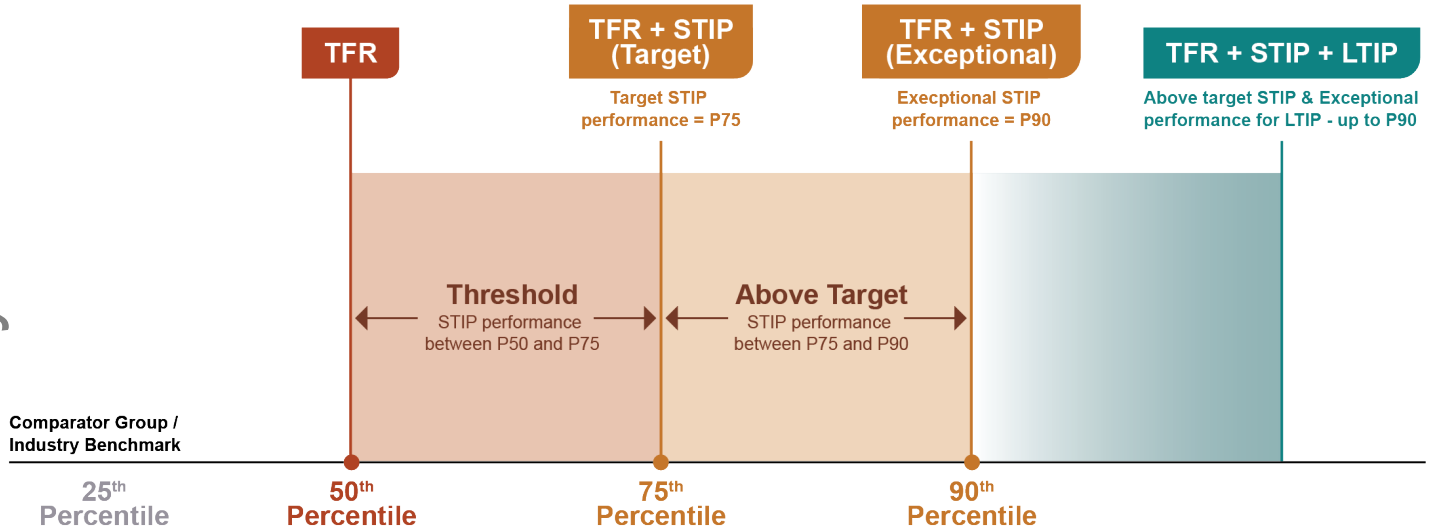 TFR
TFR + STIP
(Target)
TFR + STIP
(Exceptional)
TFR + STIP + LTIP
Target STIP
performance = P75
Execptional STIP
performance = P90
Above target STIP & Exceptional
performance for LTIP - up to P90
Threshold
STIP performance
between P50 and P75
Above Target
STIP performance
between P75 and P90
Comparator Group /
Industry Benchmark
25th
Percentile
50th
Percentile
75th
Percentile
90th
Percentile